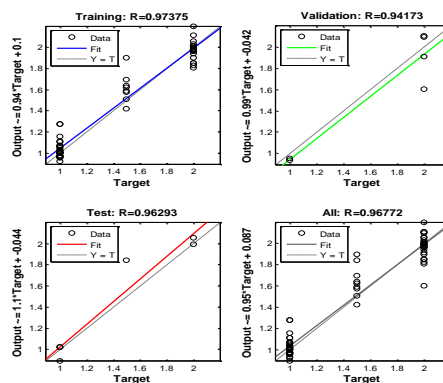 Training: R=0.97375
Output ~= 0.94*Target + 0.1
2.2
2
1.8
1.6
1.4
1.2
1
Data
Fit
Y = T
1 1.2 1.4 1.6 1.8 2
Target
Validation: R=0.94173
Output ~= 0.99*Target + -0.042
2
1.8
1.6
1.4
1.2
1
Data
Fit
Y = T
1 1.2 1.4 1.6 1.8 2
Target
Test: R=0.96293
Output ~= 1.1*Target + -0.044
2
1.8
1.6
1.4
1.2
1
Data
Fit
Y = T
1 1.2 1.4 1.6 1.8 2
Target
All: R=0.96772
Output ~= 0.95*Target + 0.087
2
1.8
1.6
1.4
1.2
1
Data
Fit
Y = T
1 1.2 1.4 1.6 1.8 2
Target